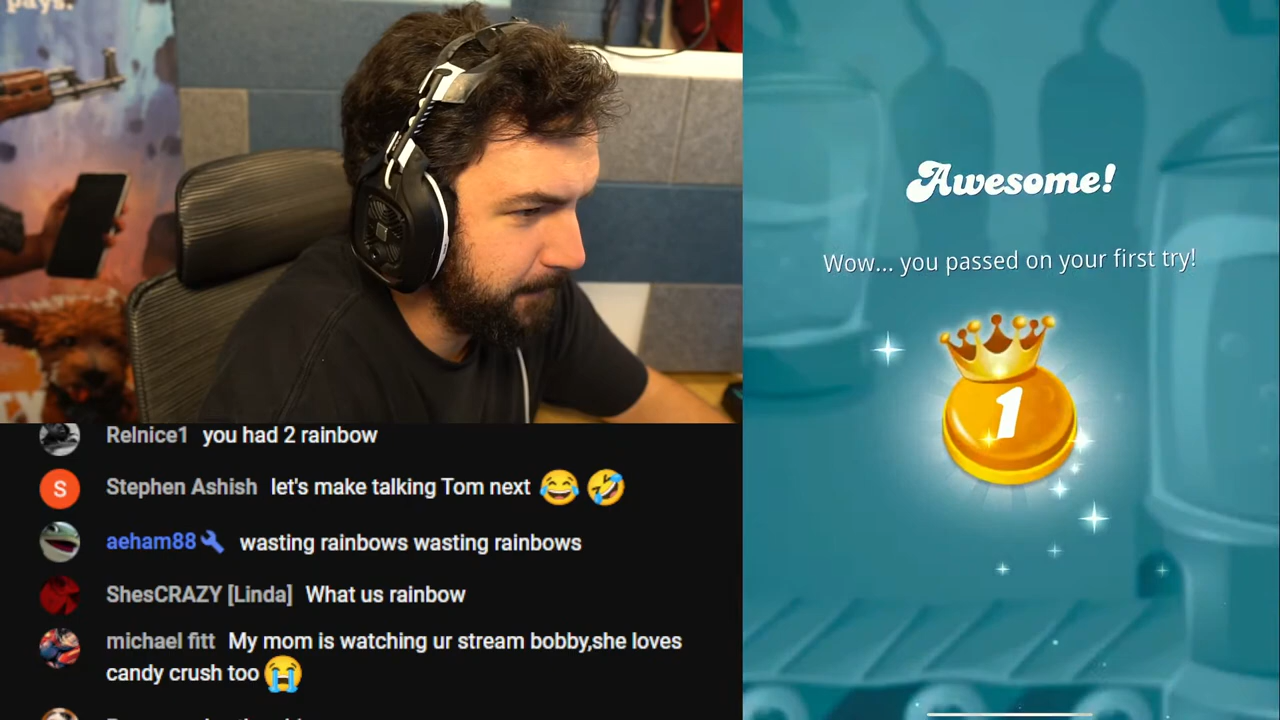 pays.
Awesome!
Wow... you passed on your first try!
1
Relnice1 you had 2 rainbow
S Stephen Ashish let's make talking Tom next 😂 🤣
aeham88 wasting rainbows wasting rainbows
ShesCRAZY [Linda] What us rainbow
michael fitt My mom is watching ur stream bobby,she loves
candy crush too 😭